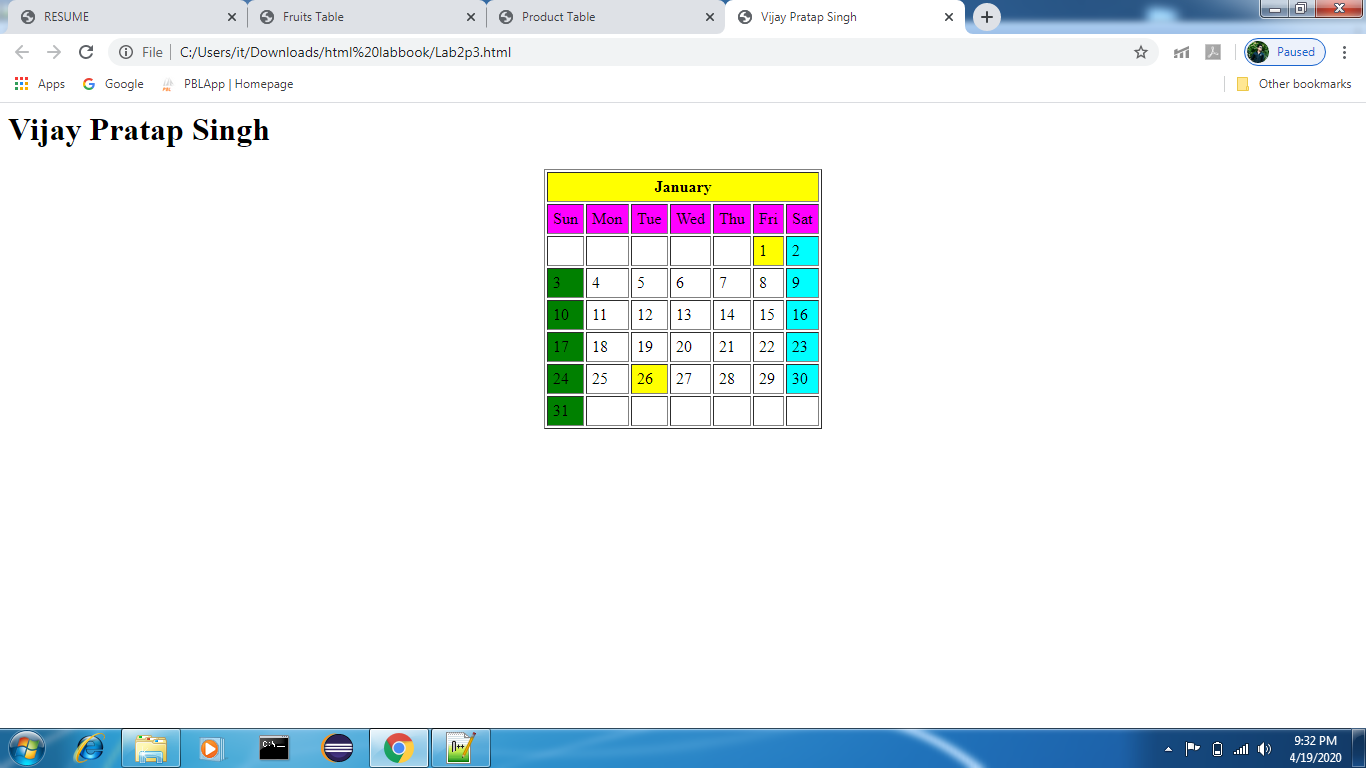 RESUME
Fruits Table
Product Table
Vijay Pratap Singh
File C:/Users/it/Downloads/html%20labbook/Lab2p3.html
Paused
Apps
Google
PBL
PBLApp | Homepage
Other bookmarks
Vijay Pratap Singh
January
Sun Mon Tue Wed Thu Fri Sat
1 2
3 4 5 6 7 8 9
10 11 12 13 14 15 16
17 18 19 20 21 22 23
24 25 26 27 28 29 30
31
9:32 PM
4/19/2020